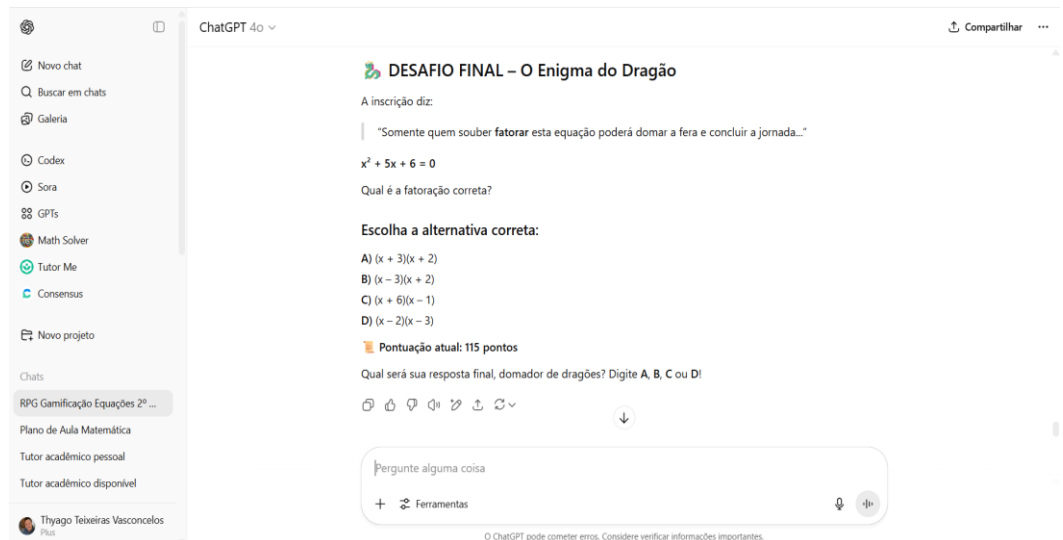 ChatGPT 4o
Compartilhar
Novo chat
Buscar em chats
Galeria
Codex
Sora
GPTs
Math Solver
Tutor Me
Consensus
Novo projeto
Chats
RPG Gamificação Equações 2º ...
Plano de Aula Matemática
Tutor acadêmico pessoal
Tutor acadêmico disponível
Thyago Teixeiras Vasconcelos
Plus
DESAFIO FINAL – O Enigma do Dragão
A inscrição diz:
"Somente quem souber fatorar esta equação poderá domar a fera e concluir a jornada..."
x² + 5x + 6 = 0
Qual é a fatoração correta?
Escolha a alternativa correta:
A) (x + 3)(x + 2)
B) (x – 3)(x + 2)
C) (x + 6)(x – 1)
D) (x – 2)(x – 3)
Pontuação atual: 115 pontos
Qual será sua resposta final, domador de dragões? Digite A, B, C ou D!
Pergunte alguma coisa
Ferramentas
O ChatGPT pode cometer erros. Considere verificar informações importantes.